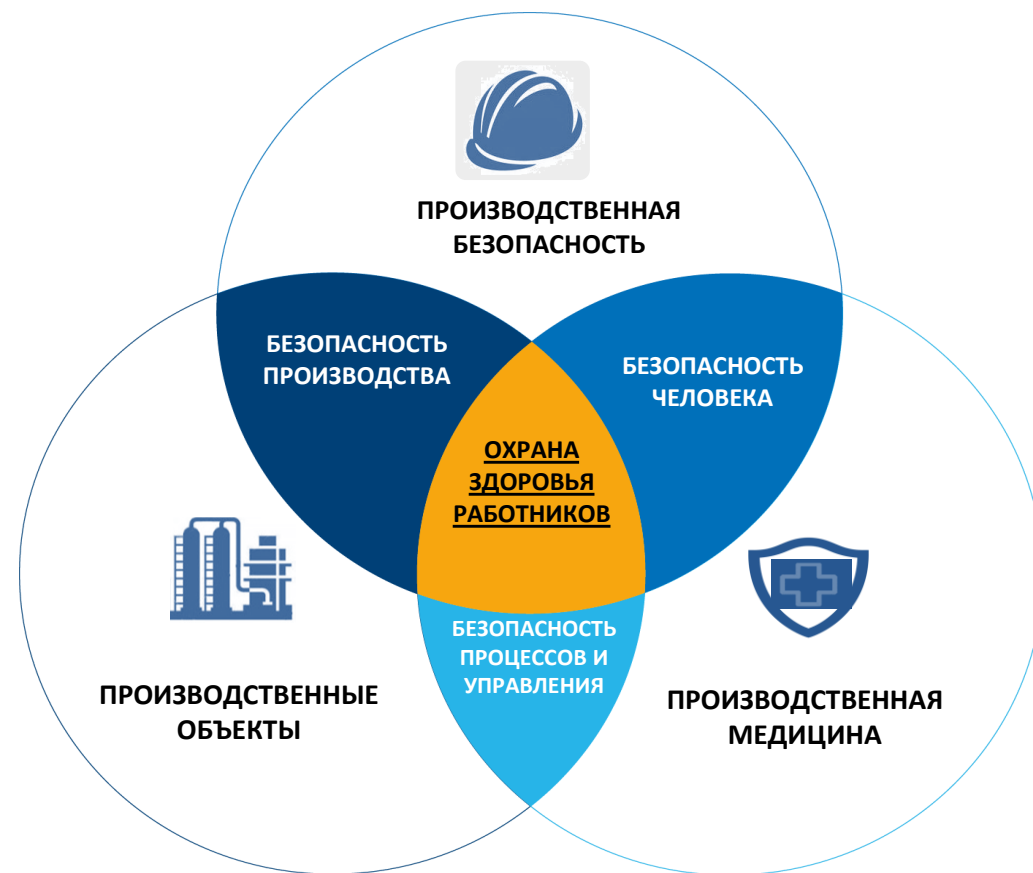 ПРОИЗВОДСТВЕННАЯ
БЕЗОПАСНОСТЬ
БЕЗОПАСНОСТЬ
ПРОИЗВОДСТВА
БЕЗОПАСНОСТЬ
ЧЕЛОВЕКА
ОХРАНА
ЗДОРОВЬЯ
РАБОТНИКОВ
БЕЗОПАСНОСТЬ
ПРОЦЕССОВ И
УПРАВЛЕНИЯ
ПРОИЗВОДСТВЕННЫЕ
ОБЪЕКТЫ
ПРОИЗВОДСТВЕННАЯ
МЕДИЦИНА